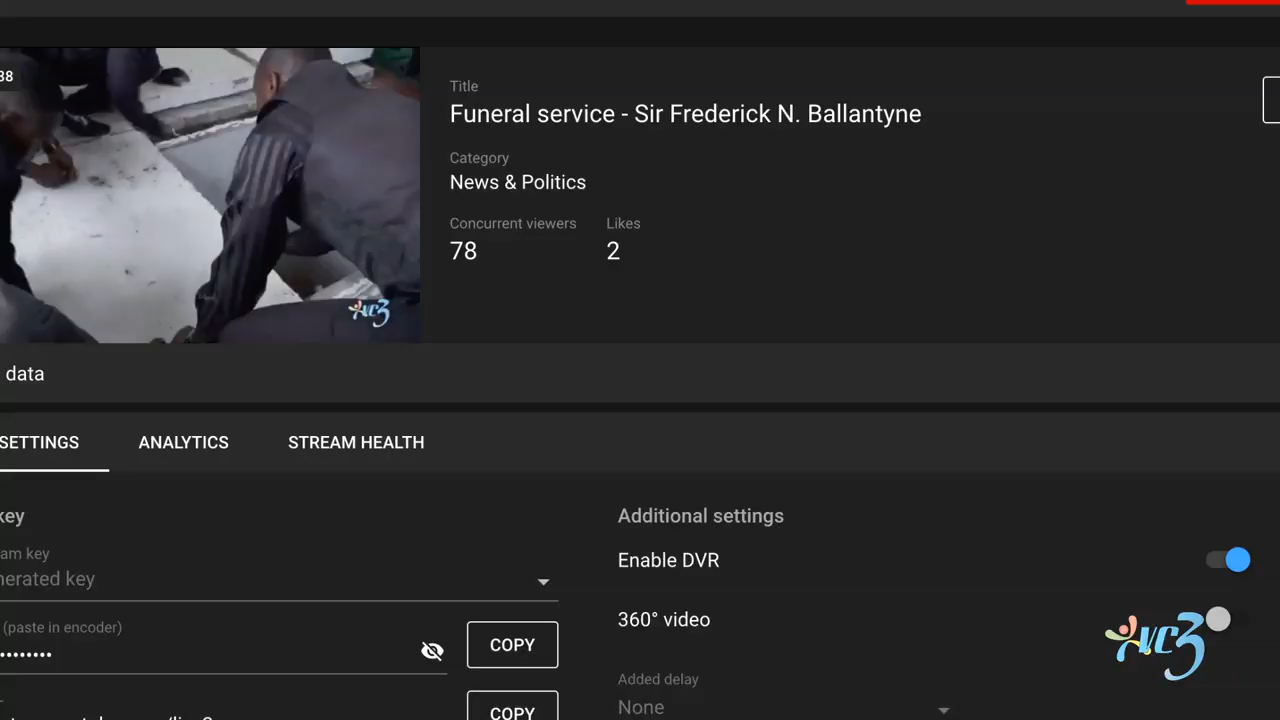 38
Title
Funeral service - Sir Frederick N. Ballantyne
Category
News & Politics
Concurrent viewers
Likes
78
2
vc3
data
SETTINGS
ANALYTICS
STREAM HEALTH
key
Additional settings
am key
nerated key
Enable DVR
(paste in encoder)
COPY
360° video
vc3
Added delay
None
COPY